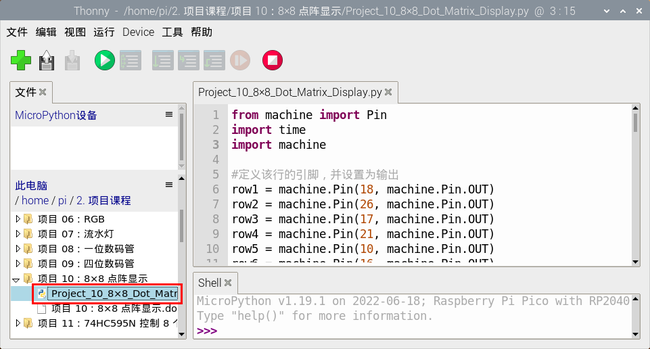 Thonny - /home/pi/2. 项目课程/项目 10：8×8 点阵显示/Project_10_8×8_Dot_Matrix_Display.py @ 3 : 15
文件 编辑 视图 运行 Device 工具 帮助
文件
MicroPython设备
此电脑
/ home / pi / 2. 项目课程
项目 06：RGB
项目 07：流水灯
项目 08：一位数码管
项目 09：四位数码管
项目 10：8×8 点阵显示
Project_10_8×8_Dot_Matr
项目 10：8×8 点阵显示.do
项目 11：74HC595N 控制 8 个
Project_10_8×8_Dot_Matrix_Display.py
1 from machine import Pin
2 import time
3 import machine
4
5 #定义该行的引脚，并设置为输出
6 row1 = machine.Pin(18, machine.Pin.OUT)
7 row2 = machine.Pin(26, machine.Pin.OUT)
8 row3 = machine.Pin(17, machine.Pin.OUT)
9 row4 = machine.Pin(21, machine.Pin.OUT)
10 row5 = machine.Pin(10, machine.Pin.OUT)
11 row6 = machine.Pin(16, machine.Pin.OUT)
Shell
MicroPython v1.19.1 on 2022-06-18; Raspberry Pi Pico with RP2040
Type "help()" for more information.
>>>